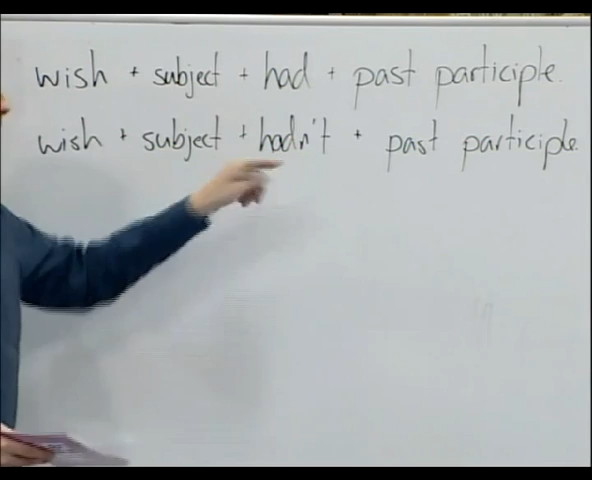 wish + subject + had + past participle.
wish + subject + hadn't + past participle.